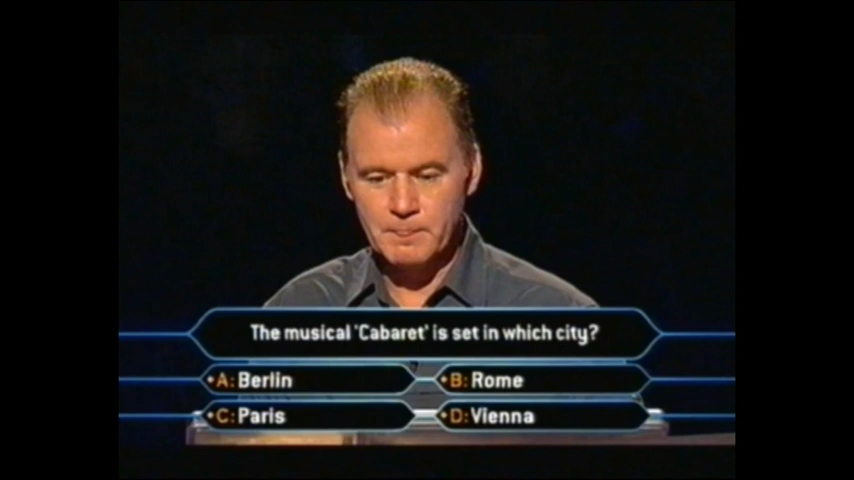 The musical 'Cabaret' is set in which city?
A: Berlin
B: Rome
C: Paris
D: Vienna